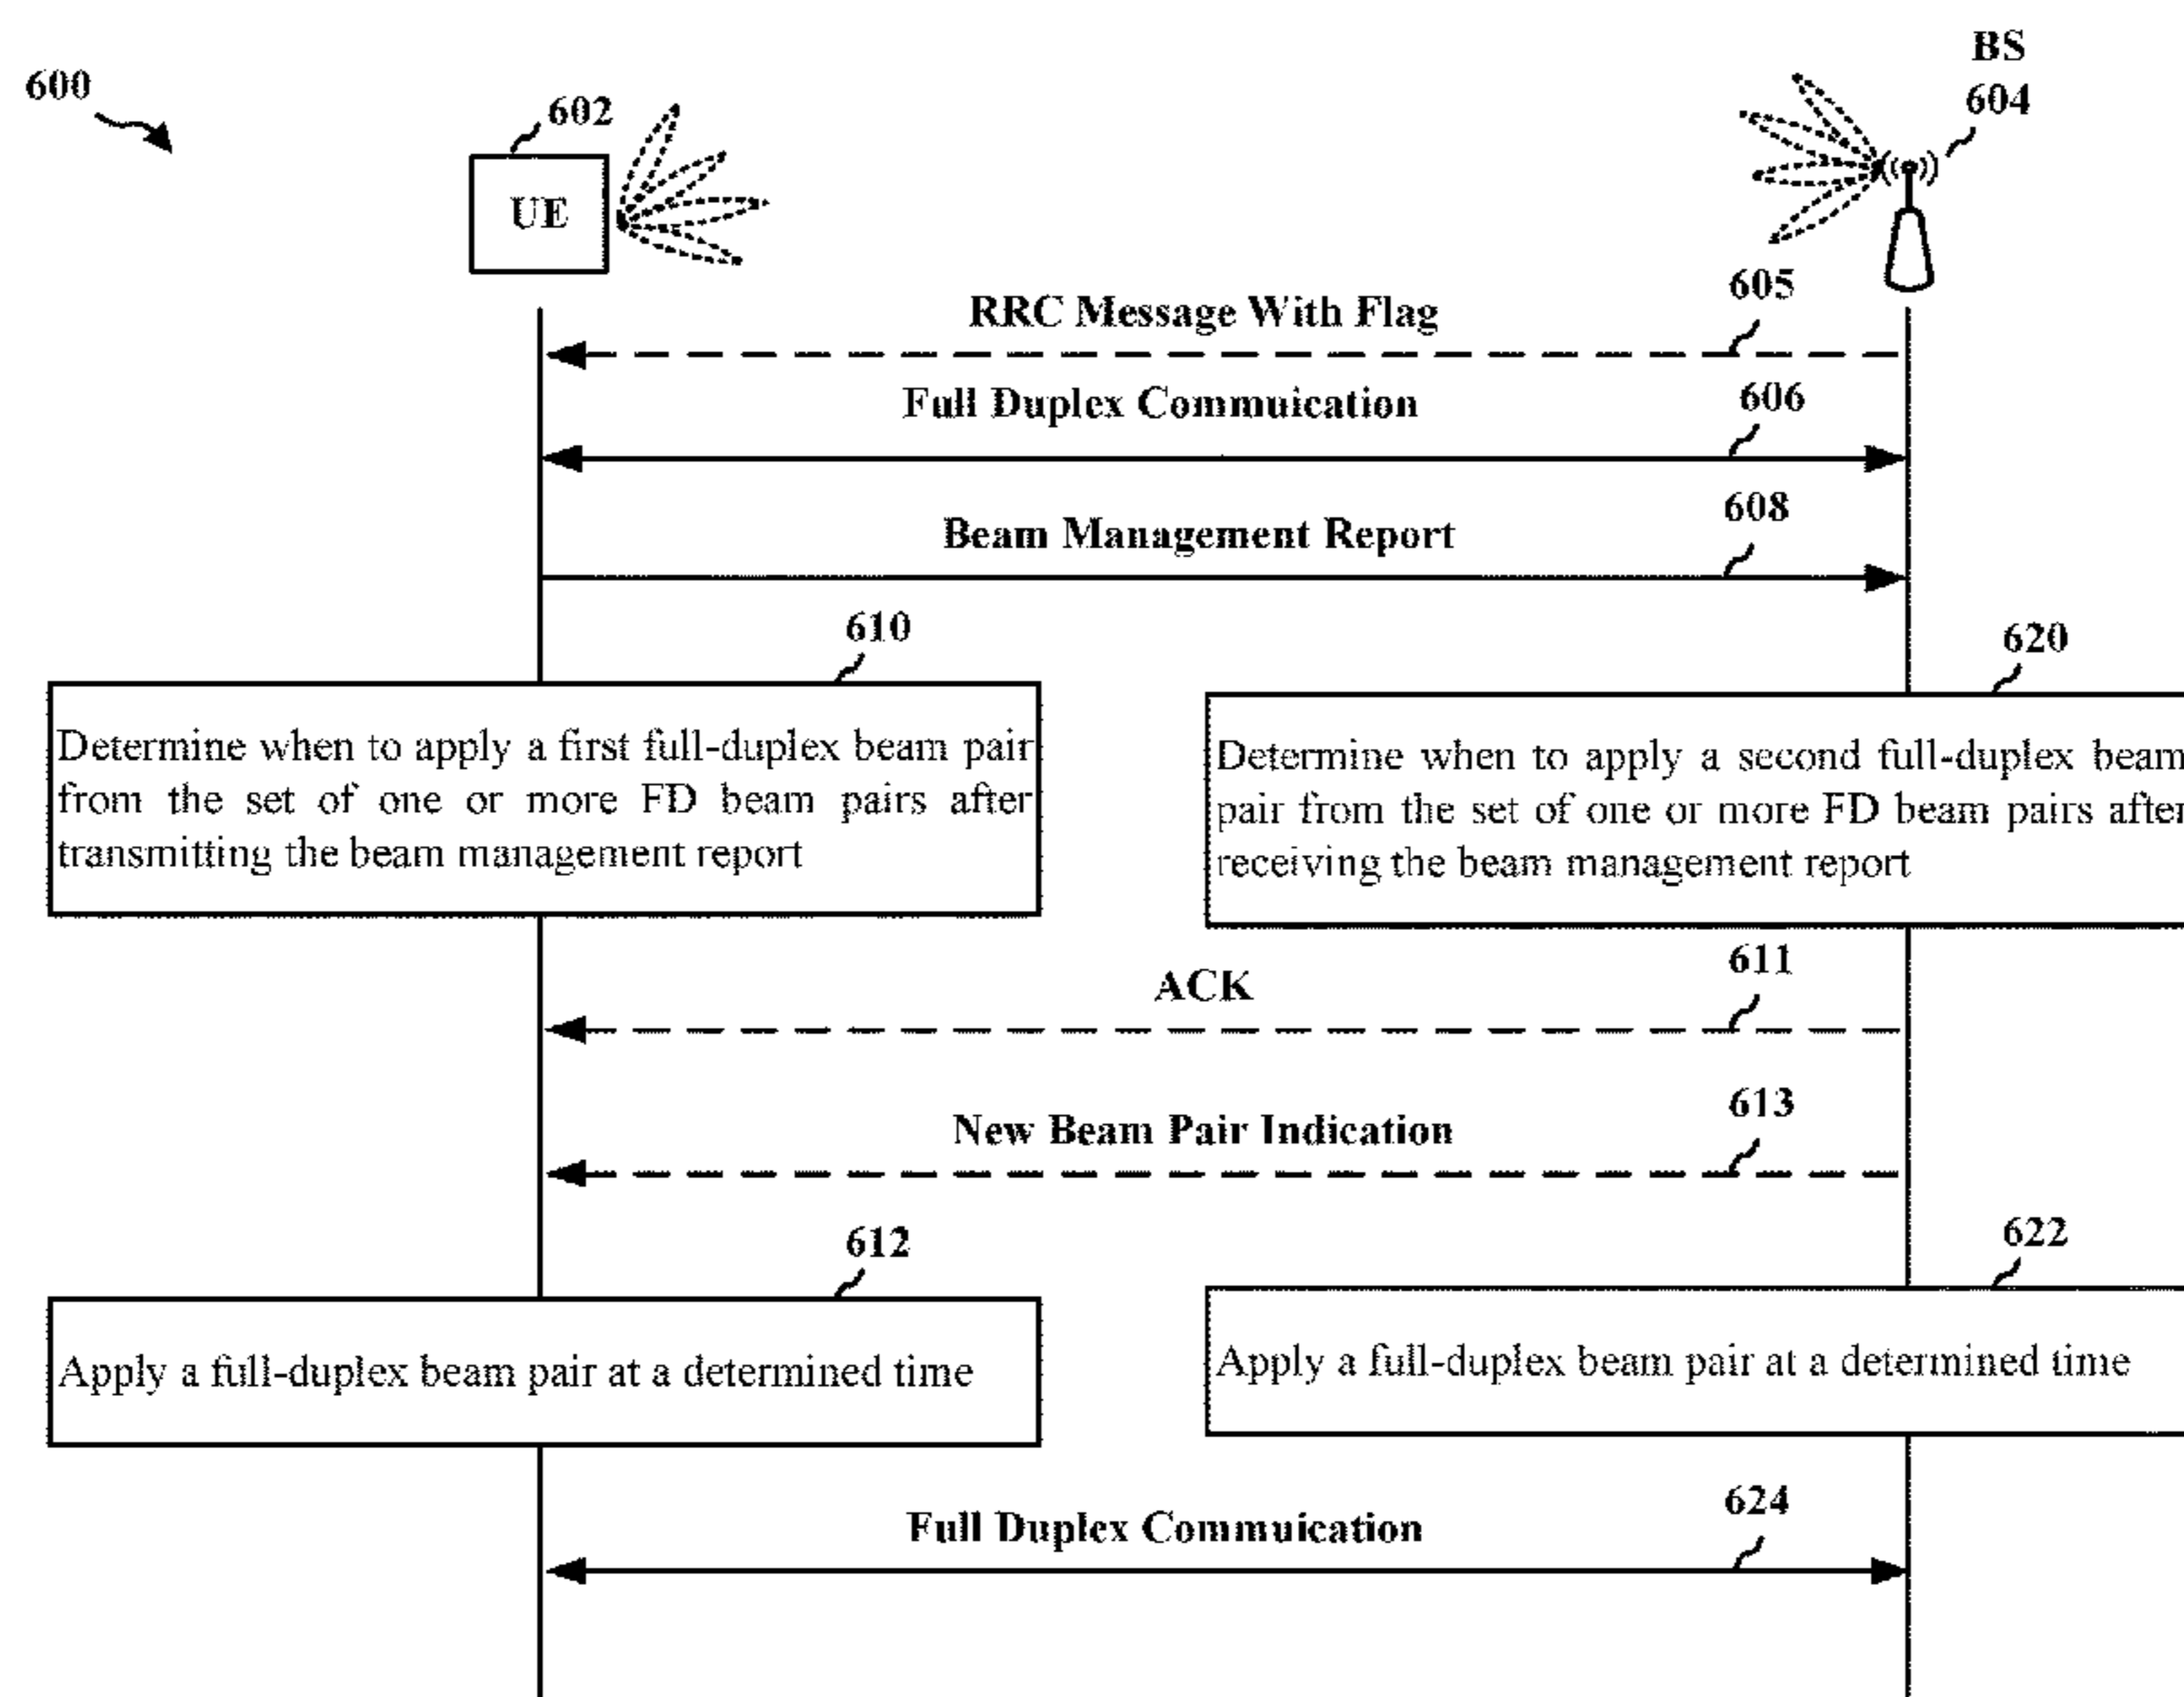 600
602
UE
BS
604
605
RRC Message With Flag
606
Full Duplex Commuication
608
Beam Management Report
610
Determine when to apply a first full-duplex beam pair
from the set of one or more FD beam pairs after
transmitting the beam management report
620
Determine when to apply a second full-duplex beam
pair from the set of one or more FD beam pairs after
receiving the beam management report
611
ACK
613
New Beam Pair Indication
612
Apply a full-duplex beam pair at a determined time
622
Apply a full-duplex beam pair at a determined time
624
Full Duplex Commuication